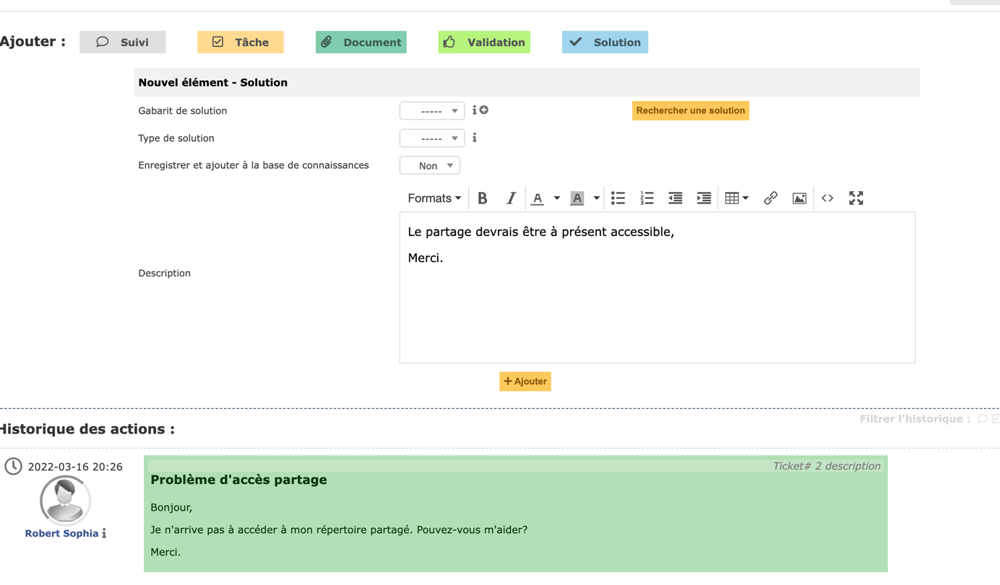 Ajouter :
Suivi
Tâche
Document
Validation
Solution
Nouvel élément - Solution
Gabarit de solution
-----
Rechercher une solution
Type de solution
-----
Enregistrer et ajouter à la base de connaissances
Non
Formats
Le partage devrais être à présent accessible,
Merci.
Description
Ajouter
Filtrer l'historique :
Historique des actions :
2022-03-16 20:26
Ticket# 2 description
Problème d'accès partage
Bonjour,
Je n'arrive pas à accéder à mon répertoire partagé. Pouvez-vous m'aider?
Robert Sophia
Merci.